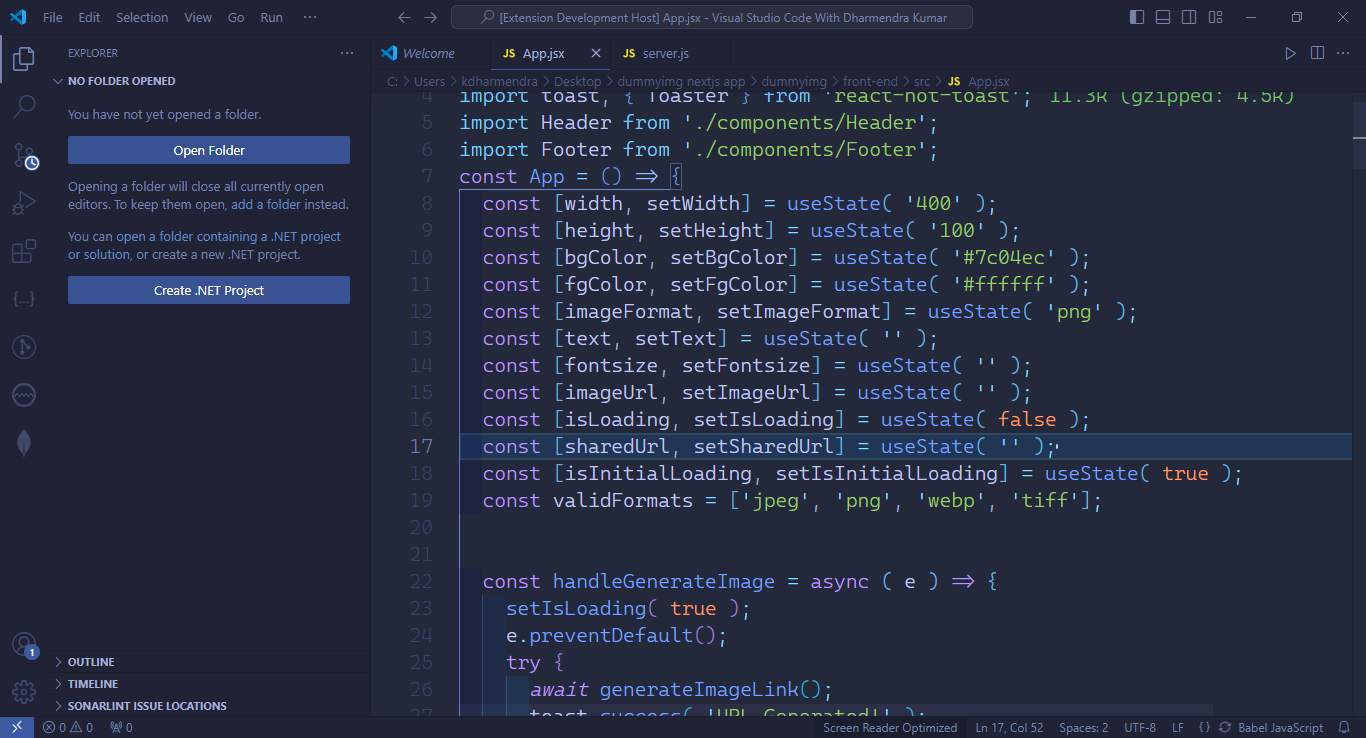 File Edit Selection View Go Run ···
[Extension Development Host] App.jsx - Visual Studio Code With Dharmendra Kumar
EXPLORER
NO FOLDER OPENED
You have not yet opened a folder.
Open Folder
Opening a folder will close all currently open
editors. To keep them open, add a folder instead.
You can open a folder containing a .NET project
or solution, or create a new .NET project.
Create .NET Project
OUTLINE
TIMELINE
SONARLINT ISSUE LOCATIONS
1
Welcome JS App.jsx JS server.js
C: > Users > kdharmendra > Desktop > dummyimg nextjs app > dummyimg > front-end > src > JS App.jsx
4 import toast, { Toaster } from 'react-hot-toast'; 11.3K (gzipped: 4.5K)
5 import Header from './components/Header';
6 import Footer from './components/Footer';
7 const App = () => {
8 const [width, setWidth] = useState( '400' );
9 const [height, setHeight] = useState( '100' );
10 const [bgColor, setBgColor] = useState( '#7c04ec' );
11 const [fgColor, setFgColor] = useState( '#ffffff' );
12 const [imageFormat, setImageFormat] = useState( 'png' );
13 const [text, setText] = useState( '' );
14 const [fontsize, setFontsize] = useState( '' );
15 const [imageUrl, setImageUrl] = useState( '' );
16 const [isLoading, setIsLoading] = useState( false );
17 const [sharedUrl, setSharedUrl] = useState( '' );
18 const [isInitialLoading, setIsInitialLoading] = useState( true );
19 const validFormats = ['jpeg', 'png', 'webp', 'tiff'];
20
21
22 const handleGenerateImage = async ( e ) => {
23 setIsLoading( true );
24 e.preventDefault();
25 try {
26 await generateImageLink();
27 toast.success( 'URL Generated!' );
0 0 0 Screen Reader Optimized Ln 17, Col 52 Spaces: 2 UTF-8 LF {} Babel JavaScript